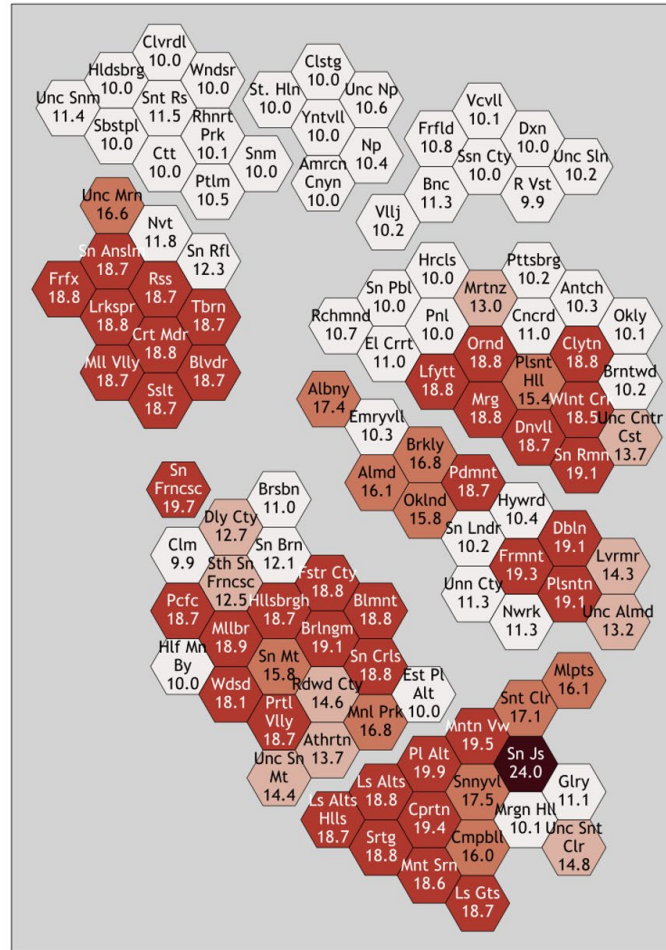 Clvrdl
10.0
Hldsbrg
10.0
Wndsr
10.0
Unc Snm
11.4
Snt Rs
11.5
Sbstpl
10.0
Rhnrt
Prk
10.1
Ctt
10.0
Snm
10.0
Ptlm
10.5
Clstg
10.0
St. Hln
10.0
Unc Np
10.6
Yntvll
10.0
Np
10.4
Amrcn
Cnyn
10.0
Vcvll
10.1
Frfld
10.8
Dxn
10.0
Ssn Cty
10.0
Unc Sln
10.2
Bnc
11.3
R Vst
9.9
Vllj
10.2
Unc Mrn
16.6
Nvt
11.8
Sn Anslm
18.7
Sn Rfl
12.3
Frfx
18.8
Rss
18.7
Lrkspr
18.8
Tbrn
18.7
Crt Mdr
18.8
Mll Vlly
18.7
Blvdr
18.7
Sslt
18.7
Hrcls
10.0
Pttsbrg
10.2
Sn Pbl
10.0
Mrtnz
13.0
Antch
10.3
Rchmnd
10.7
Pnl
10.0
Cncrd
11.0
Okly
10.1
El Crrt
11.0
Ornd
18.8
Clytn
18.8
Lfytt
18.8
Plsnt
Hll
15.4
Brntwd
10.2
Mrg
18.8
Wlnt Crk
18.5
Dnvll
18.7
Unc Cntr
Cst
13.7
Sn Rmn
19.1
Albny
17.4
Emryvll
10.3
Brkly
16.8
Almd
16.1
Pdmnt
18.7
Oklnd
15.8
Hywrd
10.4
Sn Lndr
10.2
Dbln
19.1
Frmnt
19.3
Lvrmr
14.3
Unn Cty
11.3
Plsntn
19.1
Nwrk
11.3
Unc Almd
13.2
Sn
Frncsc
19.7
Brsbn
11.0
Dly Cty
12.7
Clm
9.9
Sn Brn
12.1
Sth Sn
Frncsc
12.5
Fstr Cty
18.8
Pcfc
18.7
Hllsbrgh
18.7
Blmnt
18.8
Mllbr
18.9
Brlngm
19.1
Hlf Mn
By
10.0
Sn Mt
15.8
Sn Crls
18.8
Wdsd
18.1
Rdwd Cty
14.6
Est Pl
Alt
10.0
Prtl
Vlly
18.7
Mnl Prk
16.8
Athrtn
13.7
Unc Sn
Mt
14.4
Mlpts
16.1
Snt Clr
17.1
Mntn Vw
19.5
Sn Js
24.0
Pl Alt
19.9
Ls Alts
18.8
Snnyvl
17.5
Glry
11.1
Ls Alts
Hlls
18.7
Cprtn
19.4
Mrgn Hll
10.1
Srtg
18.8
Cmpbll
16.0
Unc Snt
Clr
14.8
Mnt Srn
18.6
Ls Gts
18.7